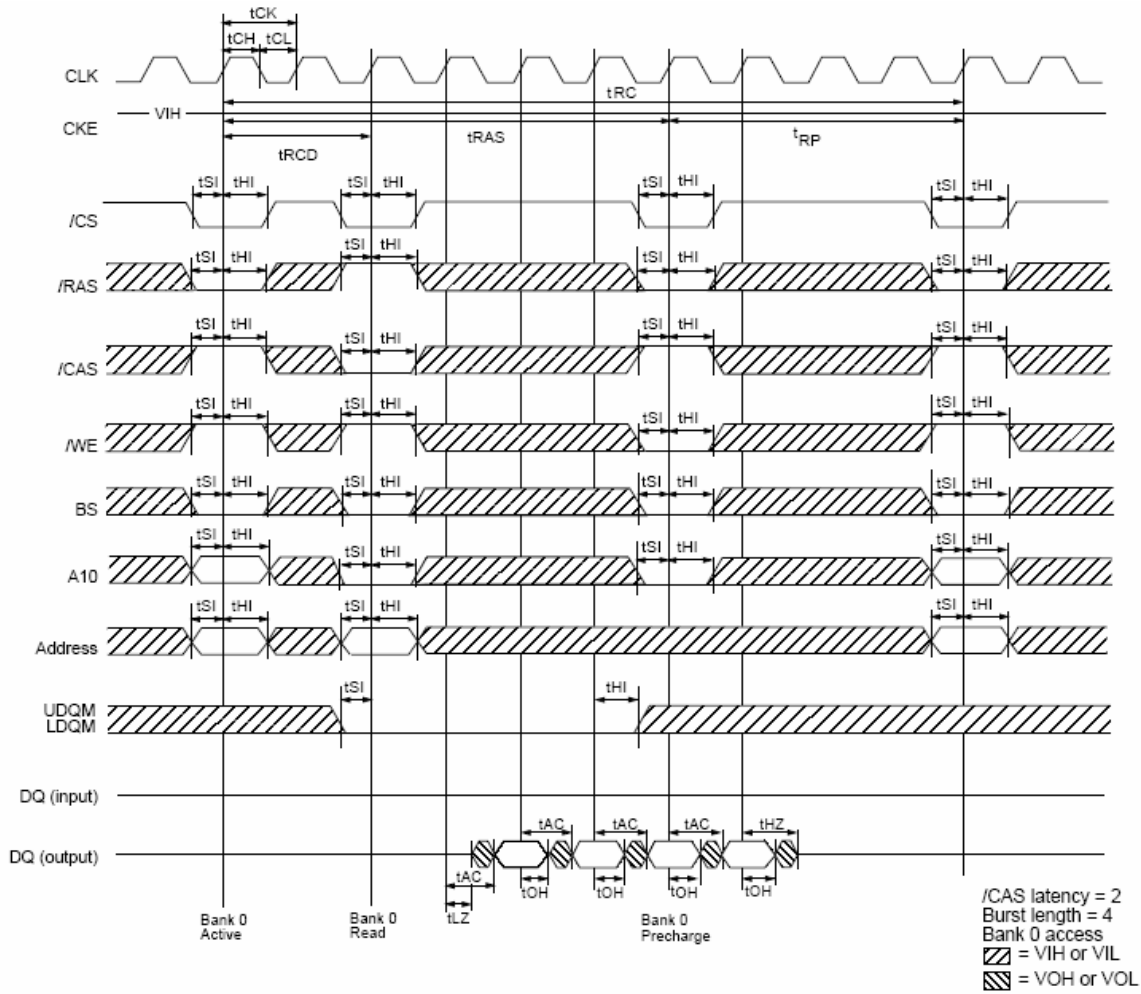 tCK
tCH tCL
CLK
tRC
VIH
CKE
tRAS
tRP
tRCD
tSI tHI tSI tHI tSI tHI tSI tHI
/CS
tSI tHI tSI tHI tSI tHI tSI tHI
/RAS
tSI tHI tSI tHI tSI tHI tSI tHI
/CAS
tSI tHI tSI tHI tSI tHI tSI tHI
/WE
tSI tHI tSI tHI tSI tHI tSI tHI
BS
tSI tHI tSI tHI tSI tHI tSI tHI
A10
tSI tHI tSI tHI tSI tHI
Address
tSI tHI
UDQM
LDQM
DQ (input)
tAC tAC tAC tHZ
DQ (output)
tAC tOH tOH tOH tOH
tLZ
Bank 0
Active
Bank 0
Read
Bank 0
Precharge
/CAS latency = 2
Burst length = 4
Bank 0 access
= VIH or VIL
= VOH or VOL